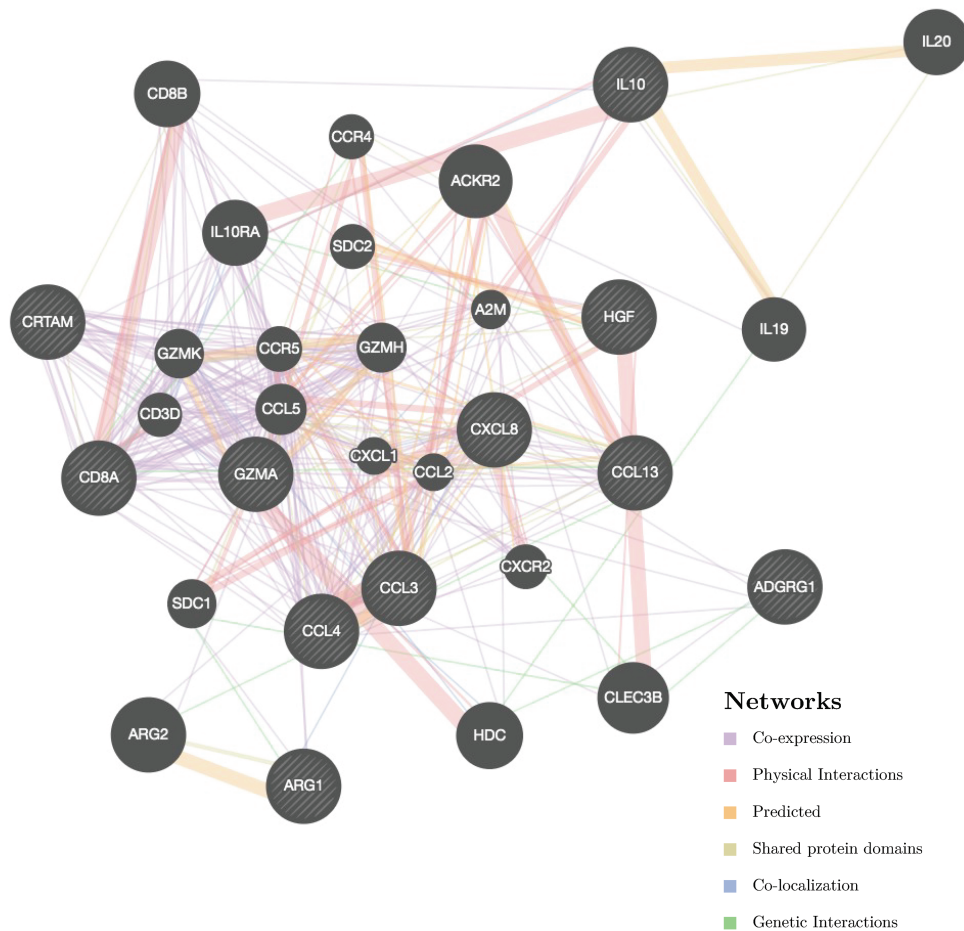 IL20
IL10
CD8B
CCR4
ACKR2
IL10RA
SDC2
A2M
HGF
CRTAM
IL19
GZMK
CCR5
GZMH
CD3D
CCL5
CXCL8
CXCL1
CCL2
CCL13
CD8A
GZMA
CXCR2
SDC1
CCL3
ADGRG1
CCL4
CLEC3B
ARG2
HDC
ARG1
Networks
Co-expression
Physical Interactions
Predicted
Shared protein domains
Co-localization
Genetic Interactions